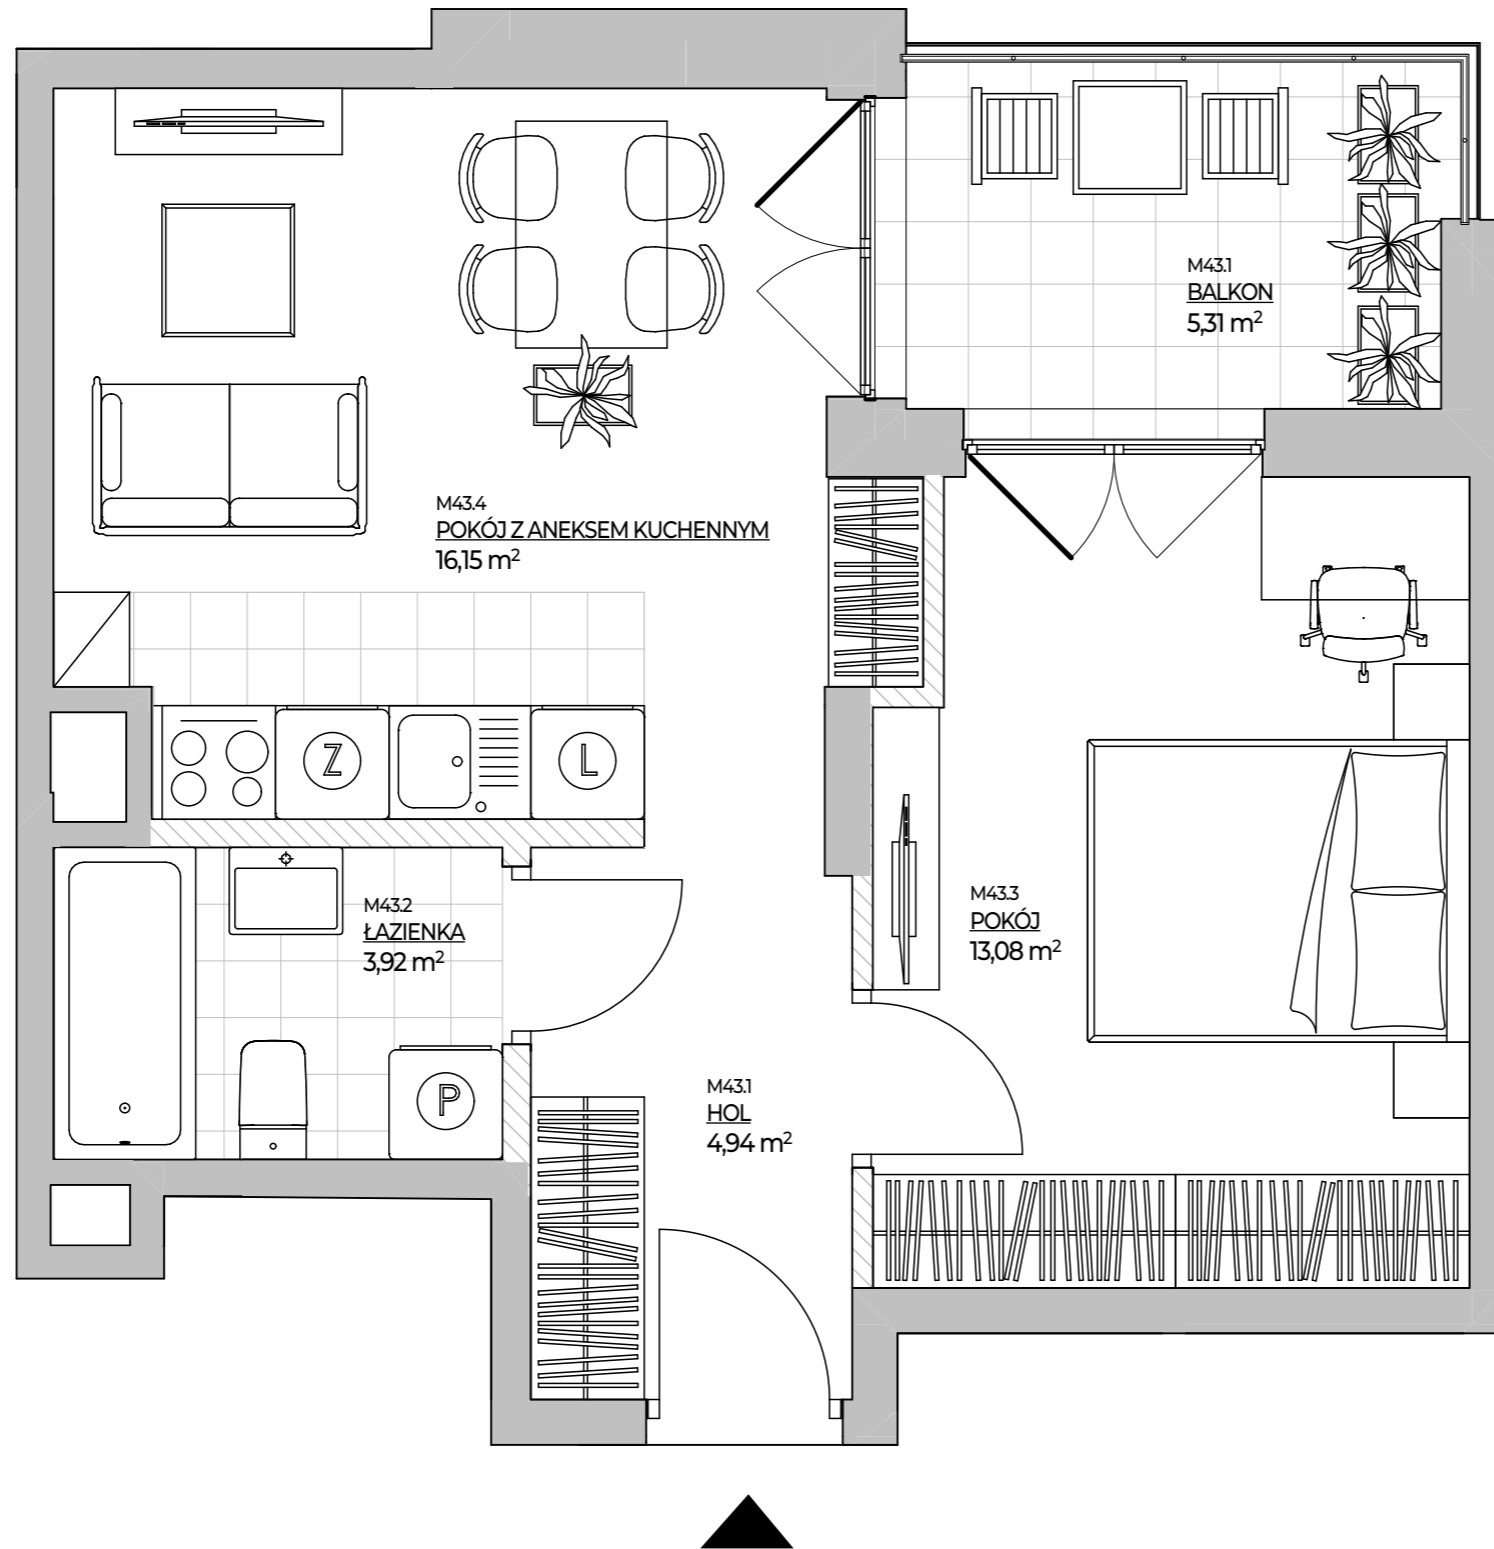 M43.1
BALKON
5,31 m²
M43.4
POKÓJ Z ANEKSEM KUCHENNYM
16,15 m²
Z
L
M43.2
ŁAZIENKA
3,92 m²
M43.3
POKÓJ
13,08 m²
P
M43.1
HOL
4,94 m²